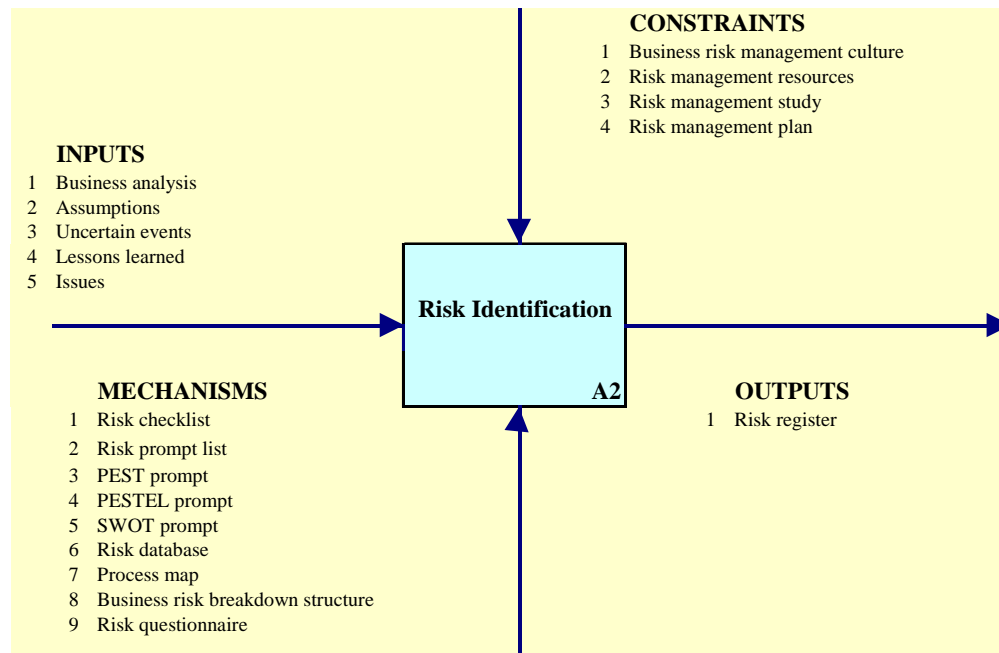 CONSTRAINTS
1 Business risk management culture
2 Risk management resources
3 Risk management study
4 Risk management plan
INPUTS
1 Business analysis
2 Assumptions
3 Uncertain events
4 Lessons learned
5 Issues
Risk Identification
A2
MECHANISMS
1 Risk checklist
2 Risk prompt list
3 PEST prompt
4 PESTEL prompt
5 SWOT prompt
6 Risk database
7 Process map
8 Business risk breakdown structure
9 Risk questionnaire
OUTPUTS
1 Risk register